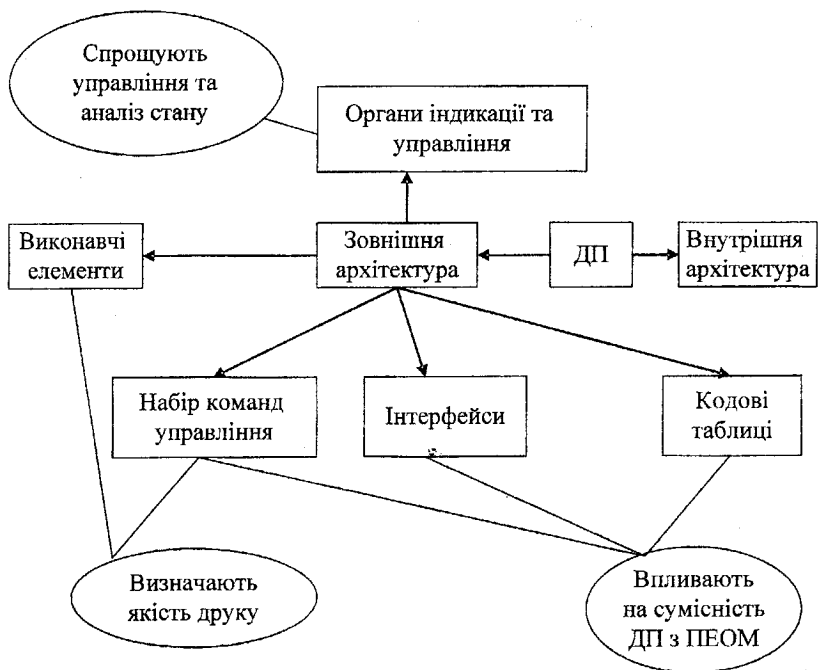 Спрощують
управління та
аналіз стану
Органи індикації та
управління
Виконавчі
елементи
Зовнішня
архітектура
ДП
Внутрішня
архітектура
Набір команд
управління
Інтерфейси
Кодові
таблиці
Визначають
якість друку
Впливають
на сумісність
ДП з ПЕОМ